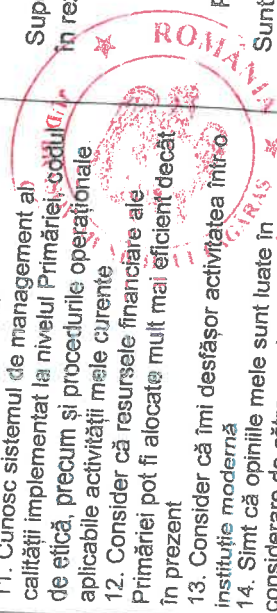 11. Cunosc sistemul de management al
calității implementat la nivelul Primăriei, codul
de etică, precum și procedurile operaționale
aplicabile activității mele curente
12. Consider că resursele financiare ale
Primăriei pot fi alocate mult mai eficient decât
în prezent
13. Consider că îmi desfășor activitatea într-o
instituție modernă
14. Simt că opiniile mele sunt luate în
Sup
în re
Sunt
ROMÂNIA